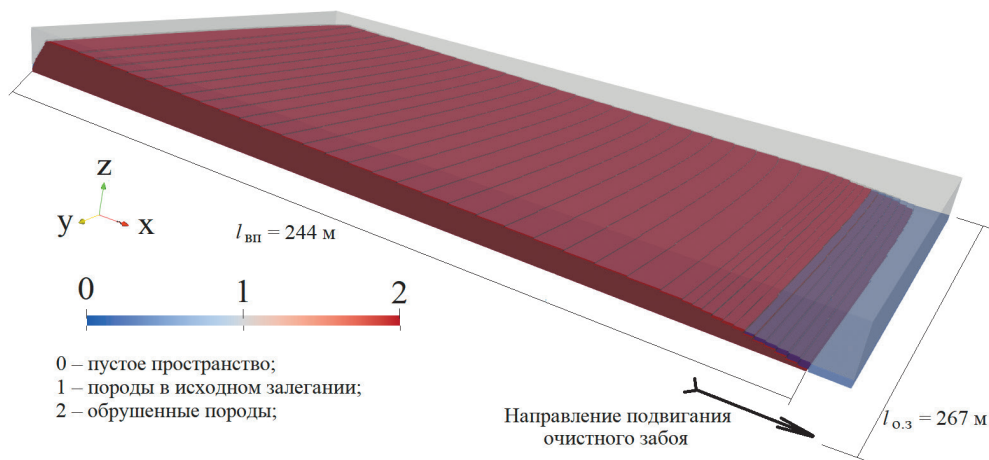 z
y
x
l вп = 244 м
0 1 2
0 – пустое пространство;
1 – породы в исходном залегании;
2 – обрушенные породы;
Направление подвигания
очистного забоя
l о.з = 267 м